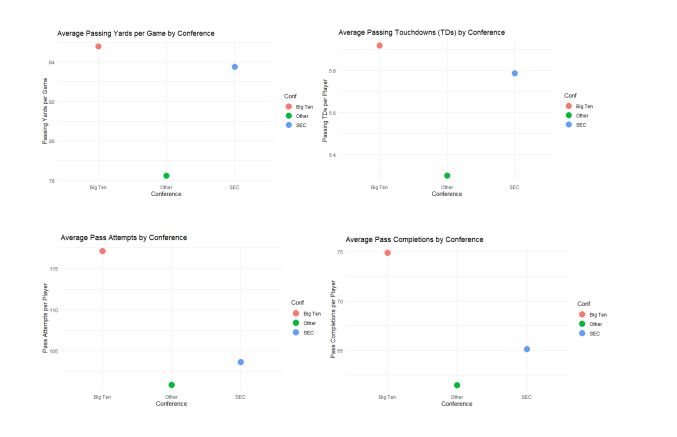 Average Passing Yards per Game by Conference
Passing Yards per Game
84
82
80
78
Big Ten Other SEC
Conference
Conf
Big Ten
Other
SEC
Average Passing Touchdowns (TDs) by Conference
Passing TDs per Player
5.8
5.6
5.4
Big Ten Other SEC
Conference
Conf
Big Ten
Other
SEC
Average Pass Attempts by Conference
Pass Attempts per Player
115
110
105
Big Ten Other SEC
Conference
Conf
Big Ten
Other
SEC
Average Pass Completions by Conference
Pass Completions per Player
75
70
65
Big Ten Other SEC
Conference
Conf
Big Ten
Other
SEC